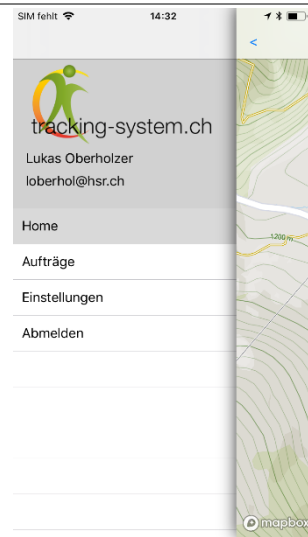 SIM fehlt 14:32
<
tracking-system.ch
Lukas Oberholzer
loberhol@hsr.ch
Home
Aufträge
Einstellungen
Abmelden
1200 m
mapbox